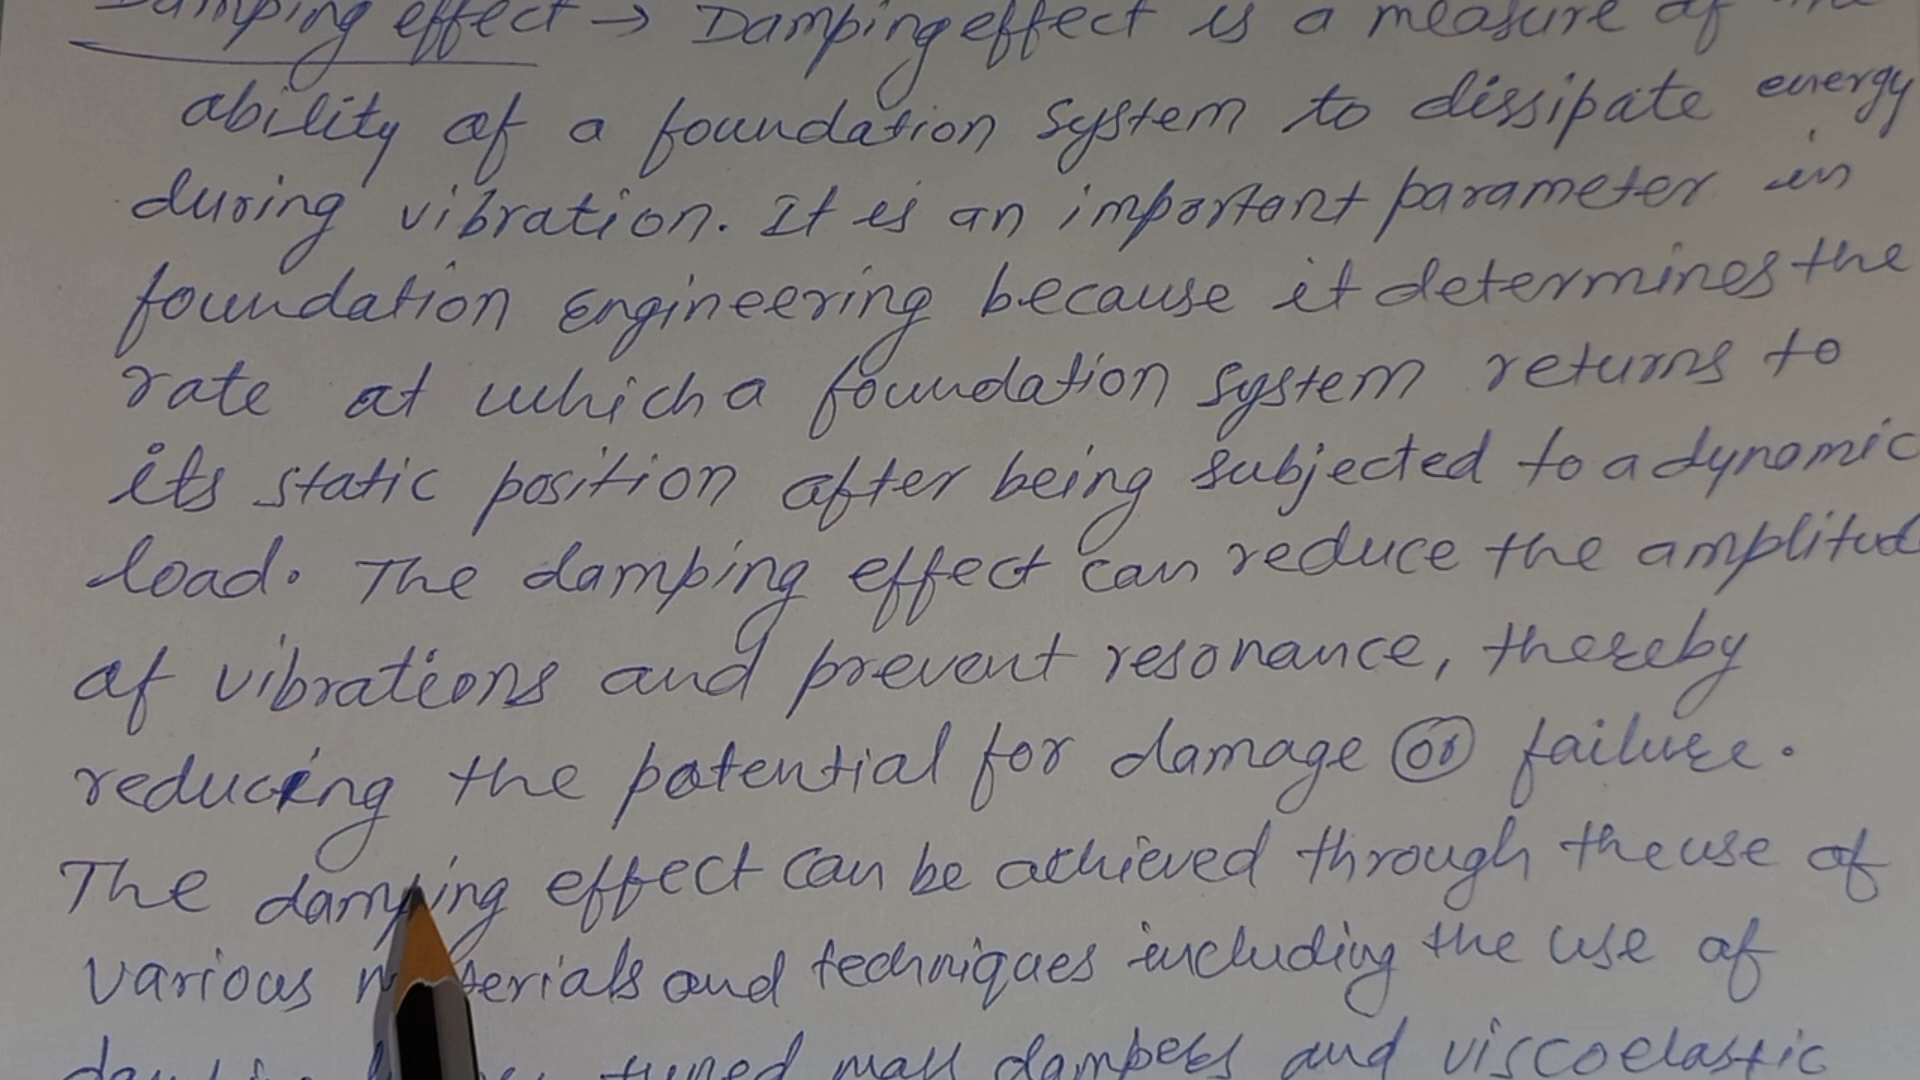 Damping effect → Damping effect is a measure of the
ability of a foundation system to dissipate energy
during vibration. It is an important parameter in
foundation Engineering because it determines the
rate at which a foundation system returns to
its static position after being subjected to a dynamic
load. The damping effect can reduce the amplitud
of vibrations and prevent resonance, thereby
reducing the potential for damage or failure.
The damping effect can be achieved through the use of
various materials and techniques including the use of
tuned mass dampers and viscoelastic